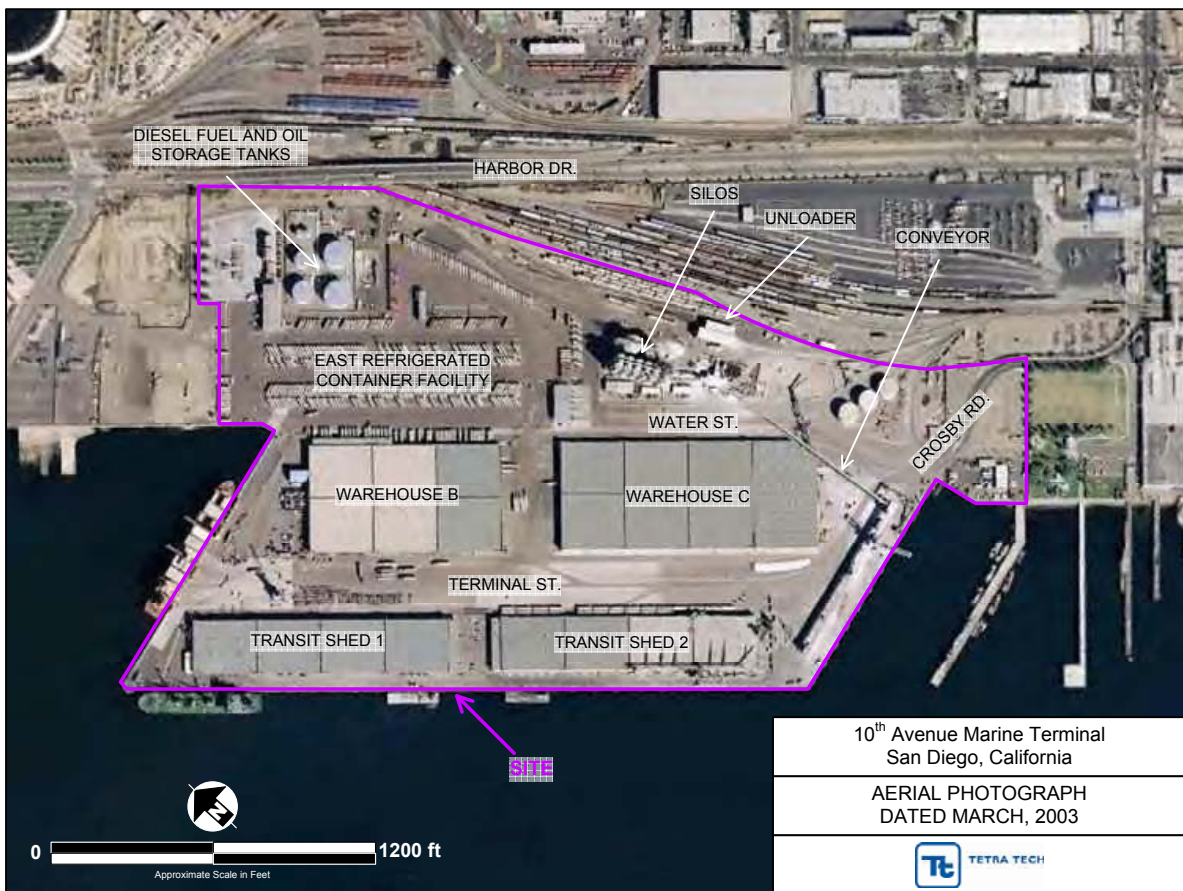 DIESEL FUEL AND OIL
STORAGE TANKS
HARBOR DR.
SILOS
UNLOADER
CONVEYOR
EAST REFRIGERATED
CONTAINER FACILITY
WATER ST.
CROSBY RD.
WAREHOUSE B
WAREHOUSE C
TERMINAL ST.
TRANSIT SHED 1
TRANSIT SHED 2
SITE
N
0
1200 ft
Approximate Scale in Feet
10th Avenue Marine Terminal
San Diego, California
AERIAL PHOTOGRAPH
DATED MARCH, 2003
Tt TETRA TECH